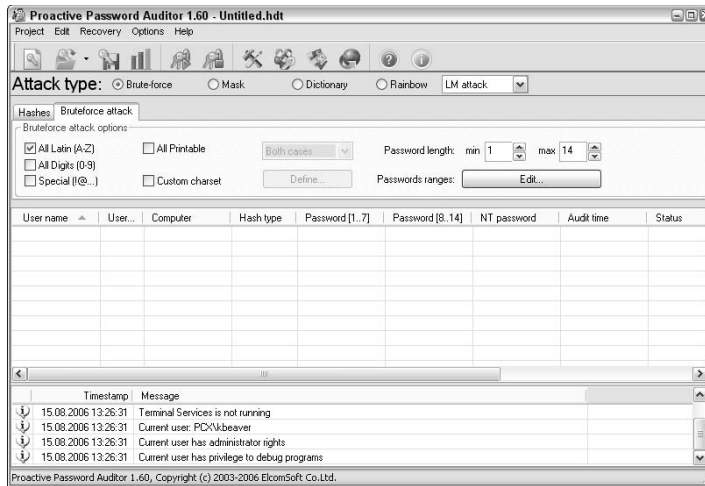 Proactive Password Auditor 1.60 - Untitled.hdt
Project Edit Recovery Options Help
Attack type: Brute-force Mask Dictionary Rainbow LM attack
Hashes Bruteforce attack
Bruteforce attack options
All Latin (A-Z) All Printable Both cases Password length: min 1 max 14
All Digits (0-9)
Special (!@...) Custom charset Define... Passwords ranges: Edit...
User name User... Computer Hash type Password [1..7] Password [8..14] NT password Audit time Status
Timestamp Message
15.08.2006 13:26:31 Terminal Services is not running
15.08.2006 13:26:31 Current user: PCX\kbeaver
15.08.2006 13:26:31 Current user has administrator rights
15.08.2006 13:26:31 Current user has privilege to debug programs
Proactive Password Auditor 1.60, Copyright (c) 2003-2006 ElcomSoft Co.Ltd.